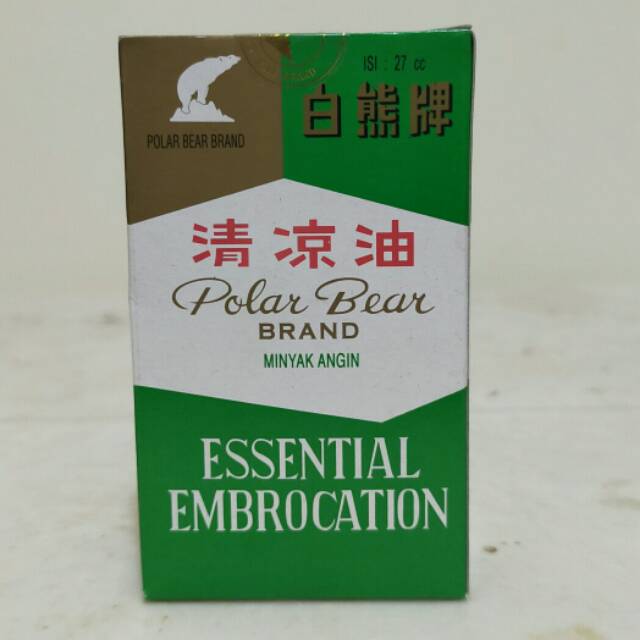 ISI : 27 cc
白熊牌
POLAR BEAR BRAND
清凉油
Polar Bear
BRAND
MINYAK ANGIN
ESSENTIAL
EMBROCATION